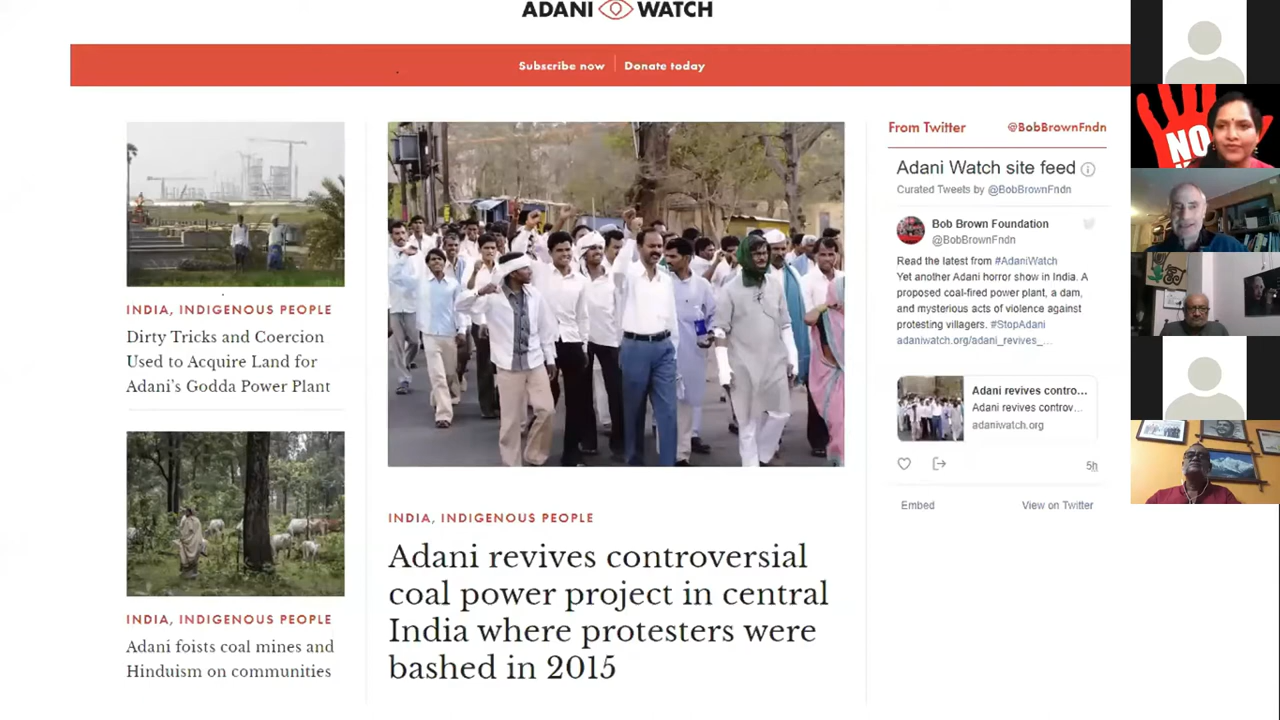 ADANI WATCH
Subscribe now
Donate today
INDIA, INDIGENOUS PEOPLE
Dirty Tricks and Coercion
Used to Acquire Land for
Adani's Godda Power Plant
INDIA, INDIGENOUS PEOPLE
Adani foists coal mines and
Hinduism on communities
INDIA, INDIGENOUS PEOPLE
Adani revives controversial
coal power project in central
India where protesters were
bashed in 2015
From Twitter
@BobBrownFndn
Adani Watch site feed
Curated Tweets by @BobBrownFndn
Bob Brown Foundation
@BobBrownFndn
Read the latest from #AdaniWatch
Yet another Adani horror show in India. A
proposed coal-fired power plant, a dam,
and mysterious acts of violence against
protesting villagers. #StopAdani
adaniwatch.org/adani_revives_...
Adani revives contro...
Adani revives controv...
adaniwatch.org
5h
Embed
View on Twitter
NO